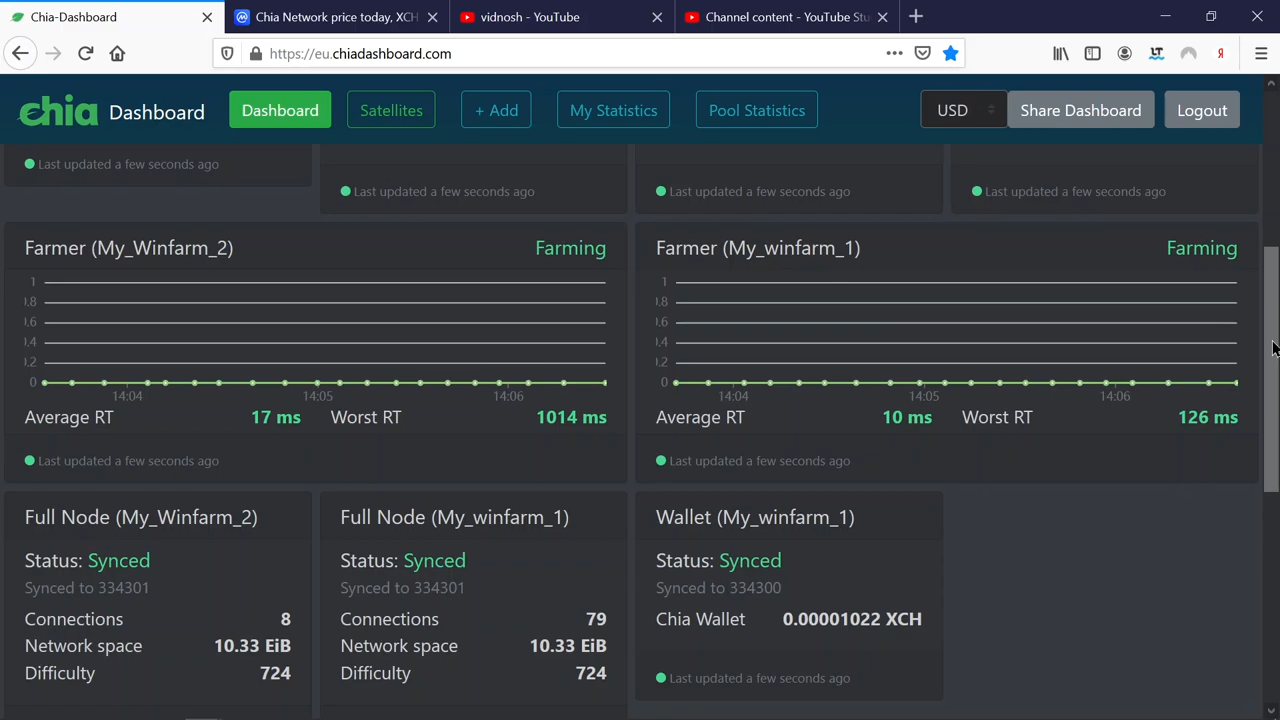 Chia-Dashboard
Chia Network price today, XCH
vidnosh - YouTube
Channel content - YouTube Stu
https://eu.chiadashboard.com
chia Dashboard
Dashboard
Satellites
+ Add
My Statistics
Pool Statistics
USD
Share Dashboard
Logout
Last updated a few seconds ago
Last updated a few seconds ago
Last updated a few seconds ago
Last updated a few seconds ago
Farmer (My_Winfarm_2) Farming
1
0.8
0.6
0.4
0.2
0
14:04 14:05 14:06
Average RT 17 ms Worst RT 1014 ms
Last updated a few seconds ago
Farmer (My_winfarm_1) Farming
1
0.8
0.6
0.4
0.2
0
14:04 14:05 14:06
Average RT 10 ms Worst RT 126 ms
Last updated a few seconds ago
Full Node (My_Winfarm_2)
Status: Synced
Synced to 334301
Connections 8
Network space 10.33 EiB
Difficulty 724
Full Node (My_winfarm_1)
Status: Synced
Synced to 334301
Connections 79
Network space 10.33 EiB
Difficulty 724
Wallet (My_winfarm_1)
Status: Synced
Synced to 334300
Chia Wallet 0.00001022 XCH
Last updated a few seconds ago